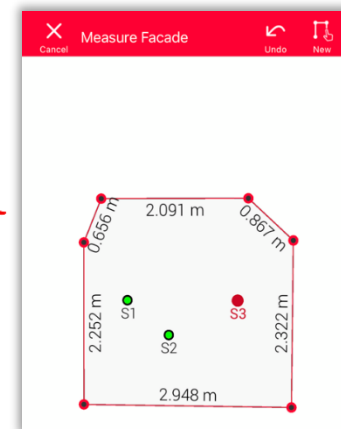 Measure Facade
Cancel
Undo
New
2.091 m
0.656 m
0.867 m
2.252 m
S1
S2
S3
2.322 m
2.948 m